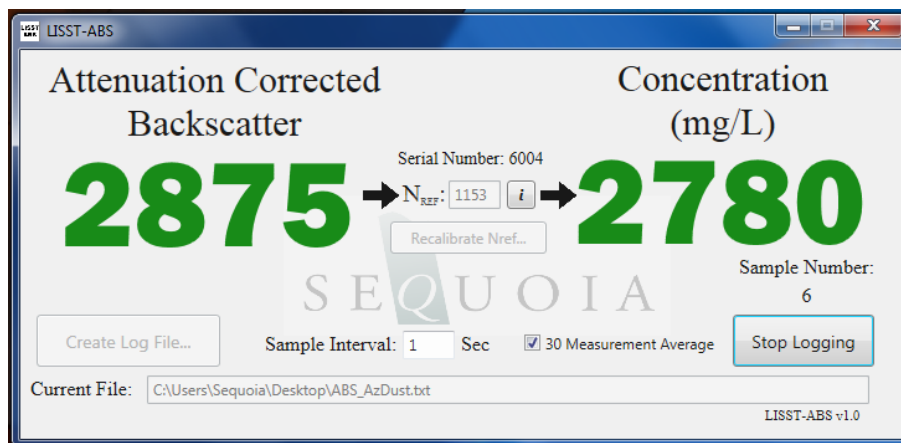 LISST-ABS
Attenuation Corrected
Backscatter
2875
Serial Number: 6004
NREF: 1153 i
Recalibrate Nref...
Concentration
(mg/L)
2780
Sample Number:
6
SEQUOIA
Create Log File...
Sample Interval: 1 Sec
30 Measurement Average
Stop Logging
Current File: C:\Users\Sequoia\Desktop\ABS_AzDust.txt
LISST-ABS v1.0